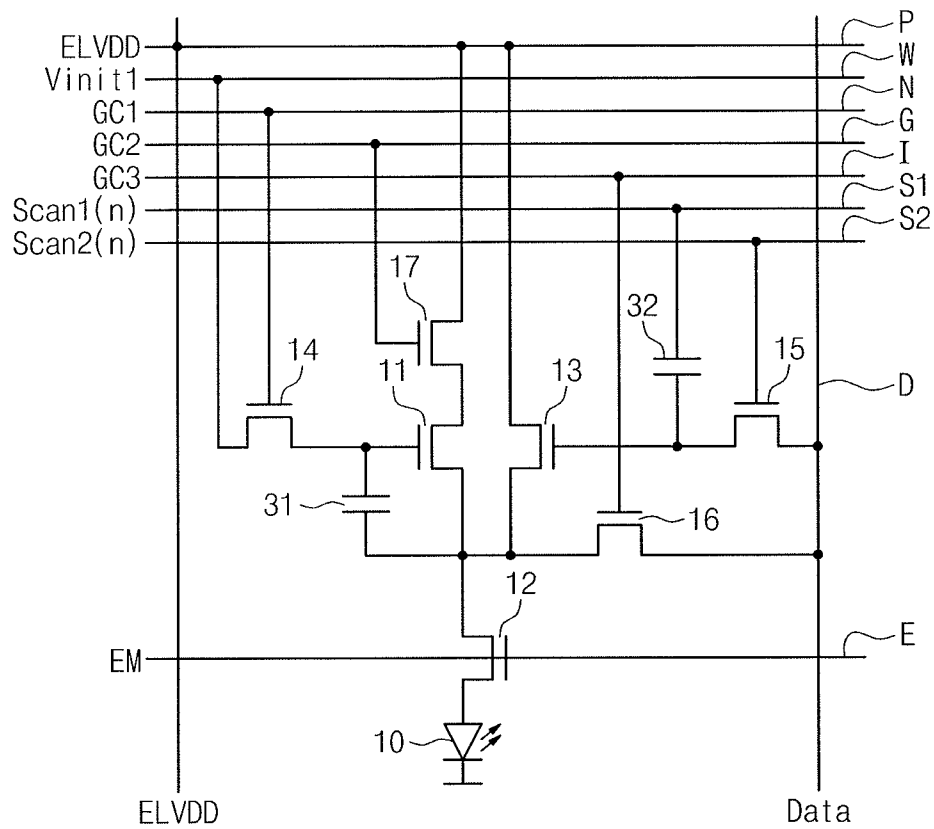 ELVDD P
Vinit1 W
GC1 N
GC2 G
GC3 I
Scan1(n) S1
Scan2(n) S2
17
32
14 11 13 15 D
31 16
12
EM E
10
ELVDD Data